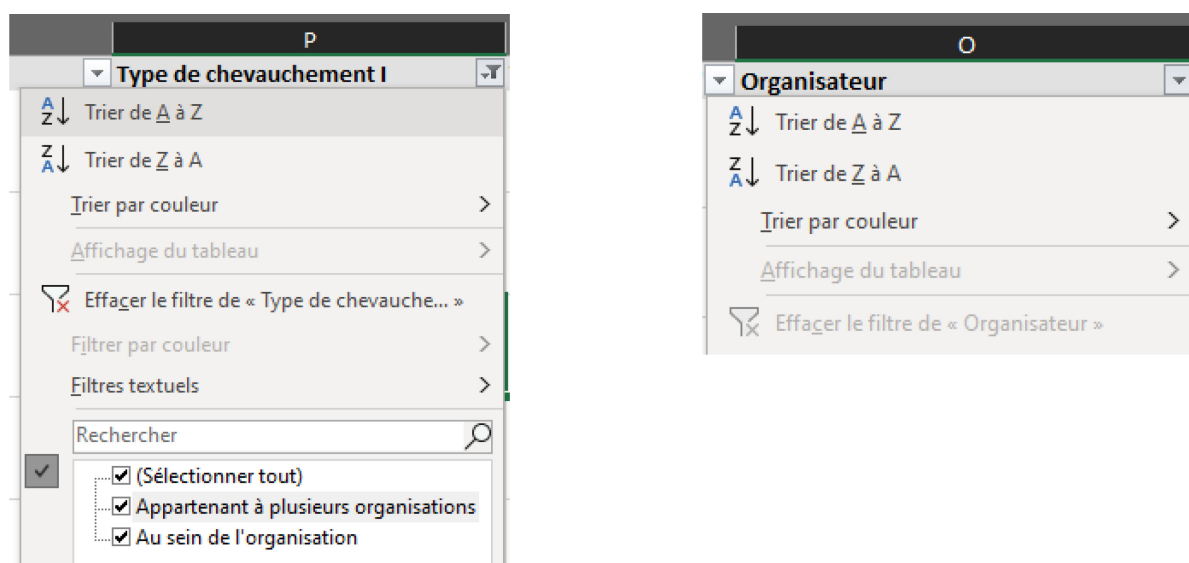 P
Type de chevauchement I
Trier de A à Z
Trier de Z à A
Trier par couleur
Affichage du tableau
Effacer le filtre de « Type de chevauche... »
Filtrer par couleur
Filtres textuels
Rechercher
(Sélectionner tout)
Appartenant à plusieurs organisations
Au sein de l'organisation
O
Organisateur
Trier de A à Z
Trier de Z à A
Trier par couleur
Affichage du tableau
Effacer le filtre de « Organisateur »